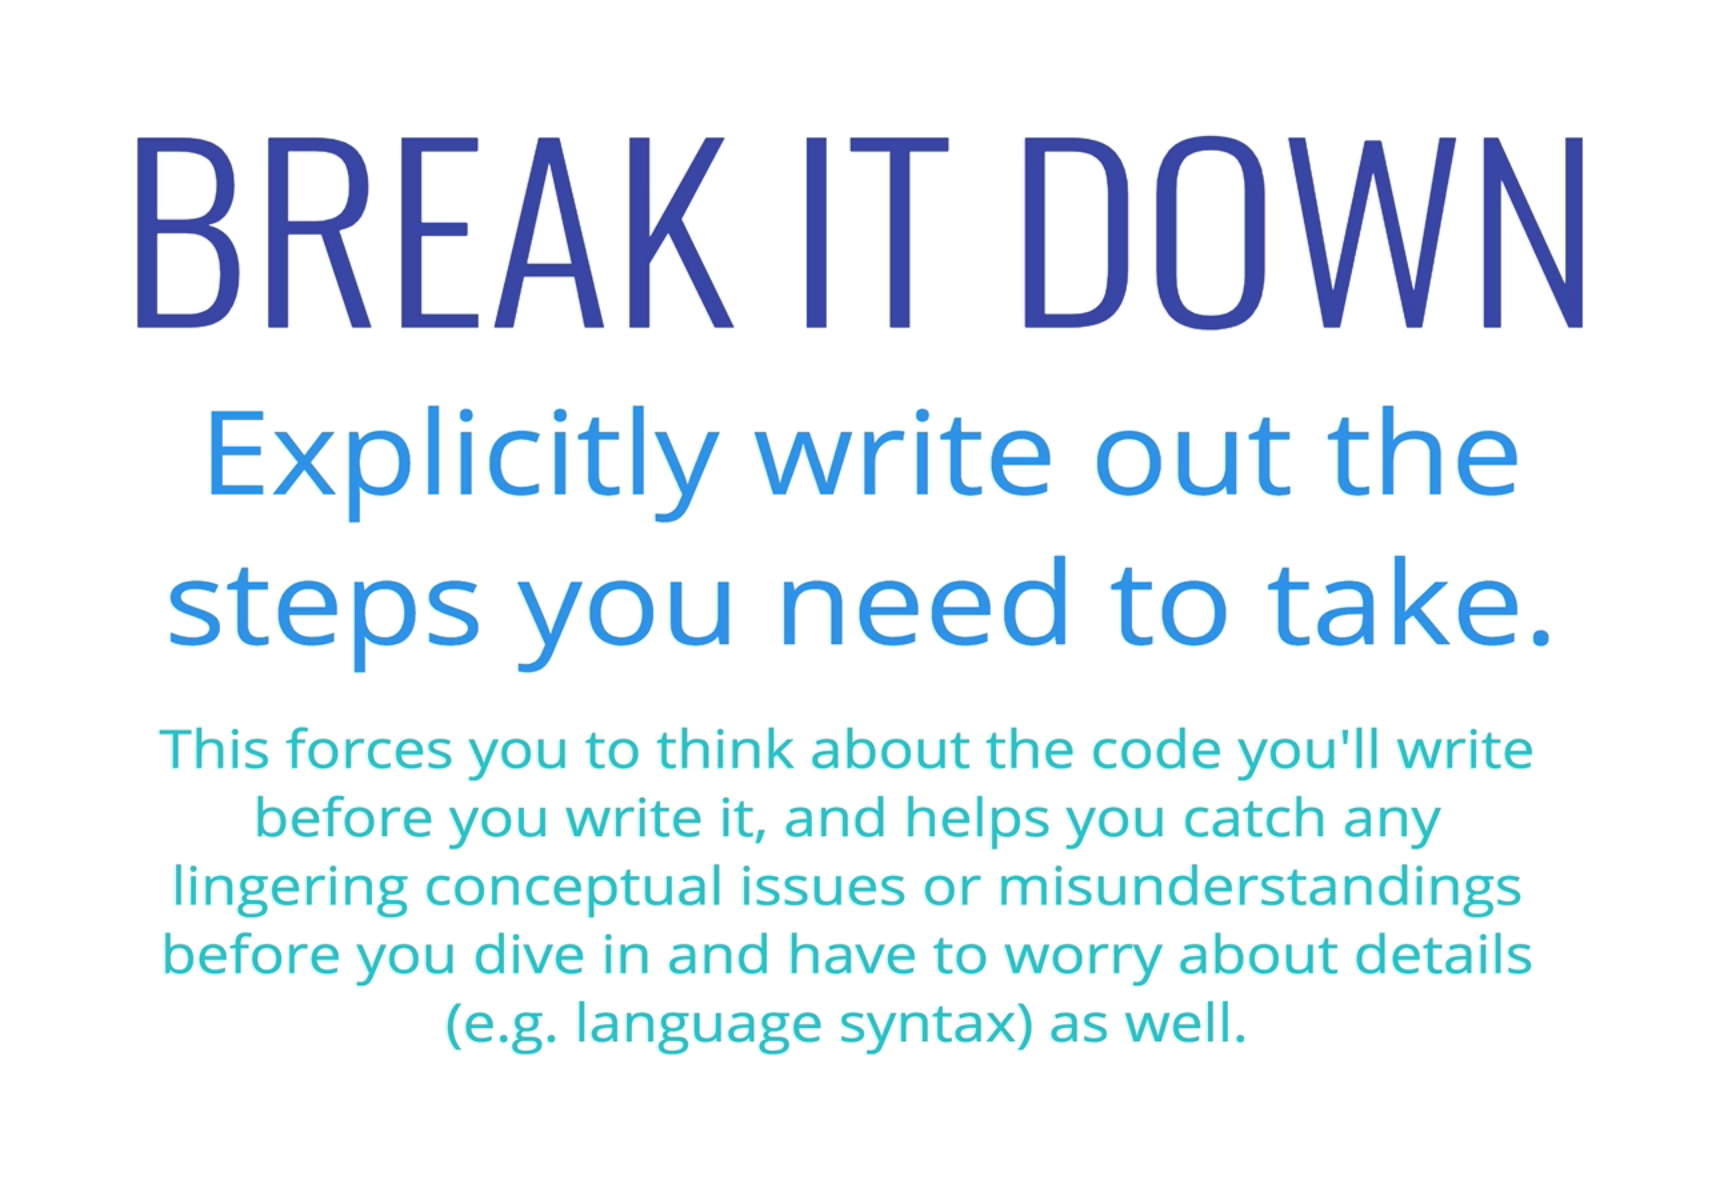 BREAK IT DOWN
Explicitly write out the
steps you need to take.
This forces you to think about the code you'll write
before you write it, and helps you catch any
lingering conceptual issues or misunderstandings
before you dive in and have to worry about details
(e.g. language syntax) as well.